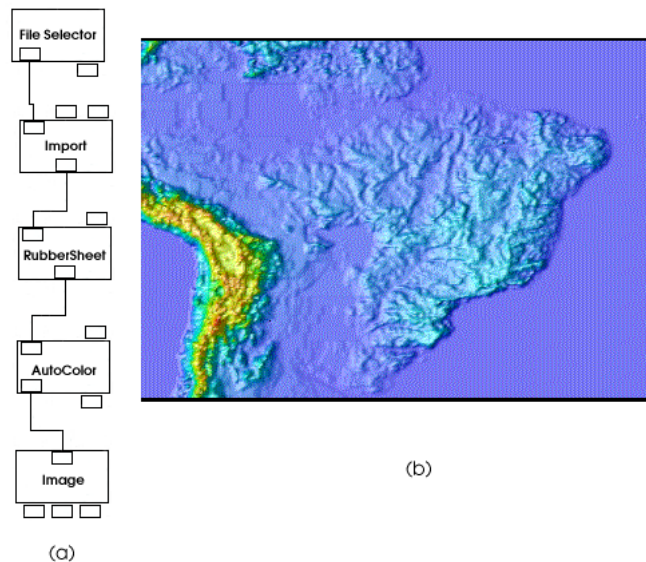 File Selector
Import
RubberSheet
AutoColor
Image
(a)
(b)